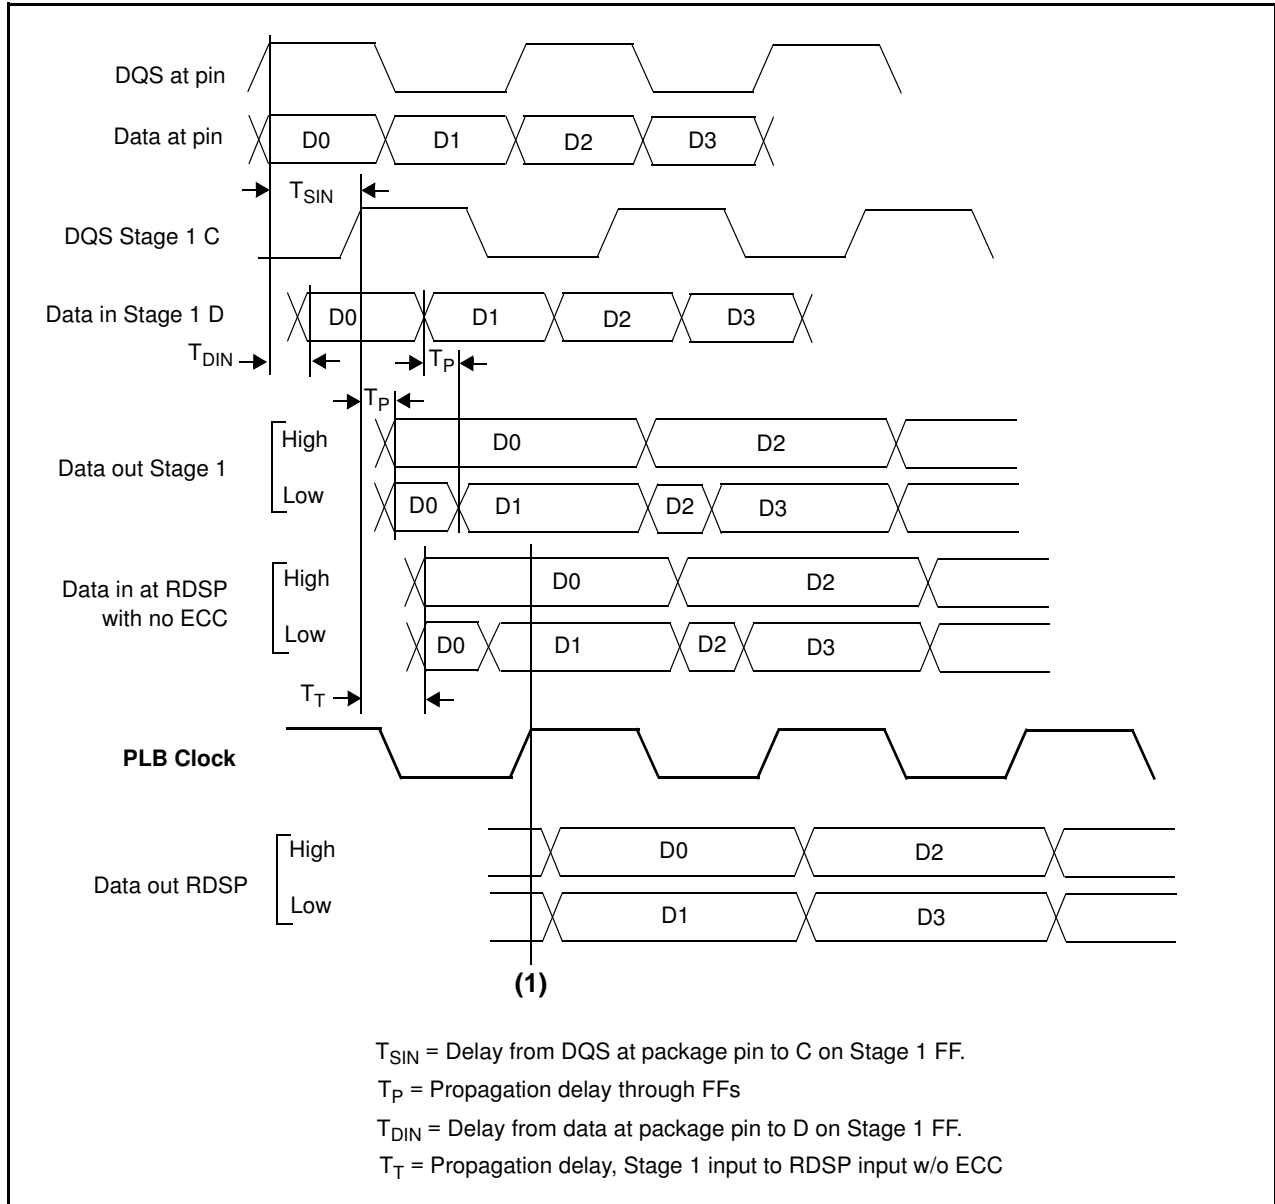 DQS at pin
Data at pin
D0 D1 D2 D3
TSIN
DQS Stage 1 C
Data in Stage 1 D
D0 D1 D2 D3
TDIN
TP
TP
Data out Stage 1
High
D0 D2
Low
D0 D1 D2 D3
Data in at RDSP
with no ECC
High
D0 D2
Low
D0 D1 D2 D3
TT
PLB Clock
Data out RDSP
High
D0 D2
Low
D1 D3
(1)
TSIN = Delay from DQS at package pin to C on Stage 1 FF.
TP = Propagation delay through FFs
TDIN = Delay from data at package pin to D on Stage 1 FF.
TT = Propagation delay, Stage 1 input to RDSP input w/o ECC